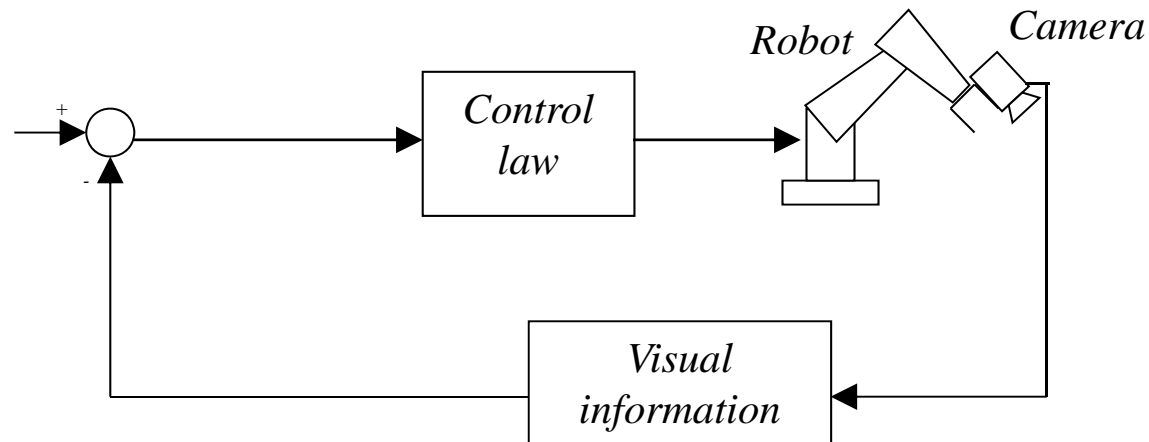 Camera
Robot
+
Control
law
-
Visual
information